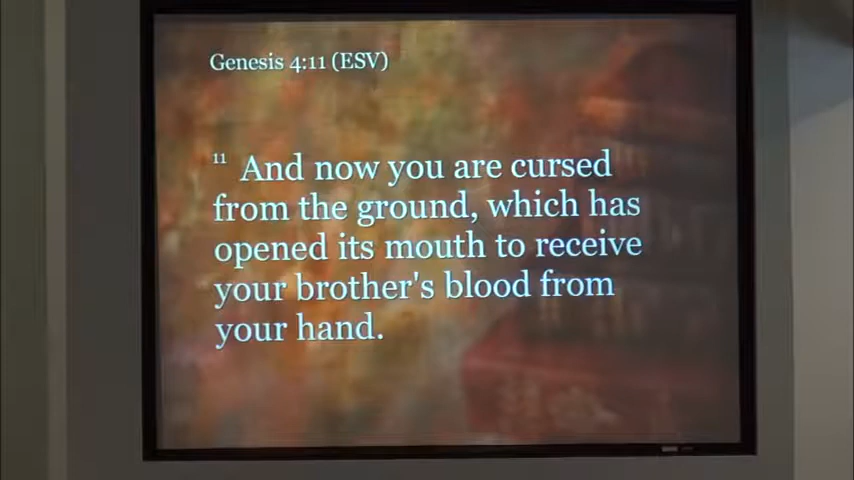 Genesis 4:11 (ESV)
11 And now you are cursed
from the ground, which has
opened its mouth to receive
your brother's blood from
your hand.